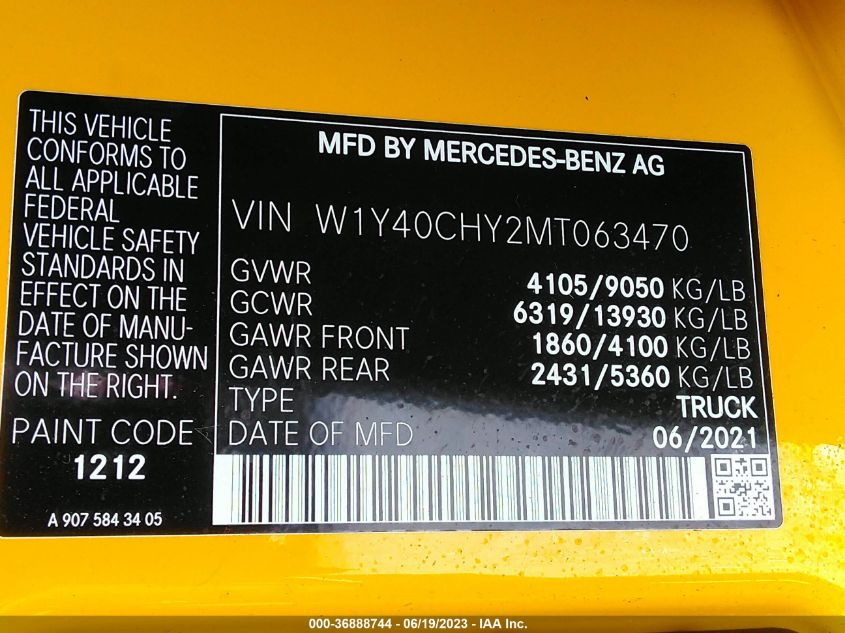 THIS VEHICLE
CONFORMS TO
ALL APPLICABLE
FEDERAL
VEHICLE SAFETY
STANDARDS IN
EFFECT ON THE
DATE OF MANU-
FACTURE SHOWN
ON THE RIGHT.
PAINT CODE
1212
A 907 584 34 05
MFD BY MERCEDES-BENZ AG
VIN W1Y40CHY2MT063470
GVWR 4105/9050 KG/LB
GCWR 6319/13930 KG/LB
GAWR FRONT 1860/4100 KG/LB
GAWR REAR 2431/5360 KG/LB
TYPE TRUCK
DATE OF MFD 06/2021
000-36888744 - 06/19/2023 - IAA Inc.